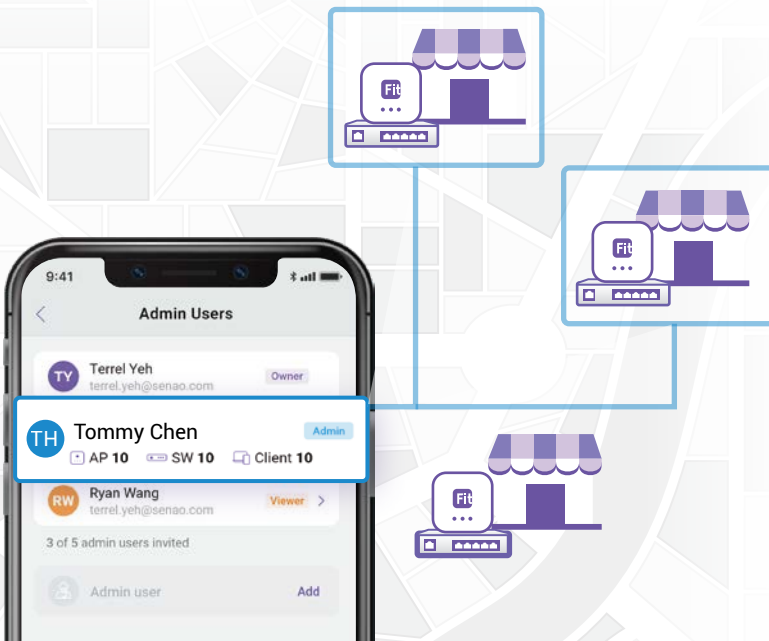 Fit
Fit
9:41
Admin Users
TY
Terrel Yeh
Owner
terrel.yeh@senao.com
TH
Tommy Chen
Admin
AP 10
SW 10
Client 10
RW
Ryan Wang
Viewer
terrel.yeh@senao.com
3 of 5 admin users invited
Admin user
Add
Fit